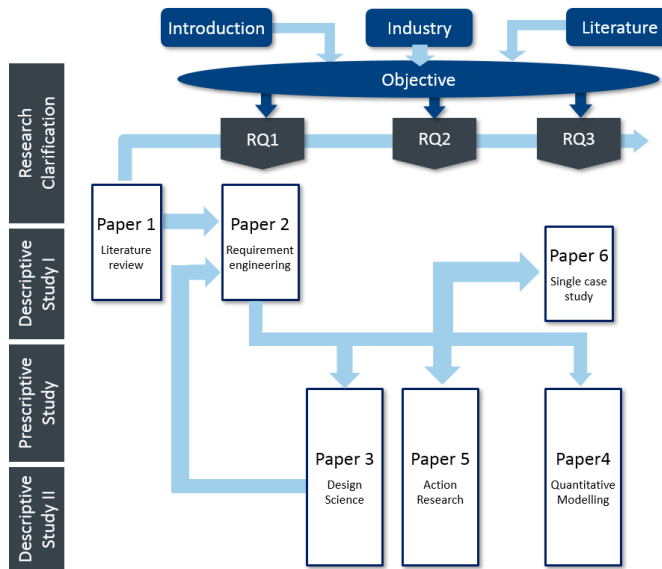 Introduction
Industry
Literature
Objective
Research
Clarification
RQ1
RQ2
RQ3
Paper 1
Literature
review
Paper 2
Requirement
engineering
Descriptive
Study I
Paper 6
Single case
study
Prescriptive
Study
Paper 3
Design
Science
Paper 5
Action
Research
Paper4
Quantitative
Modelling
Descriptive
Study II